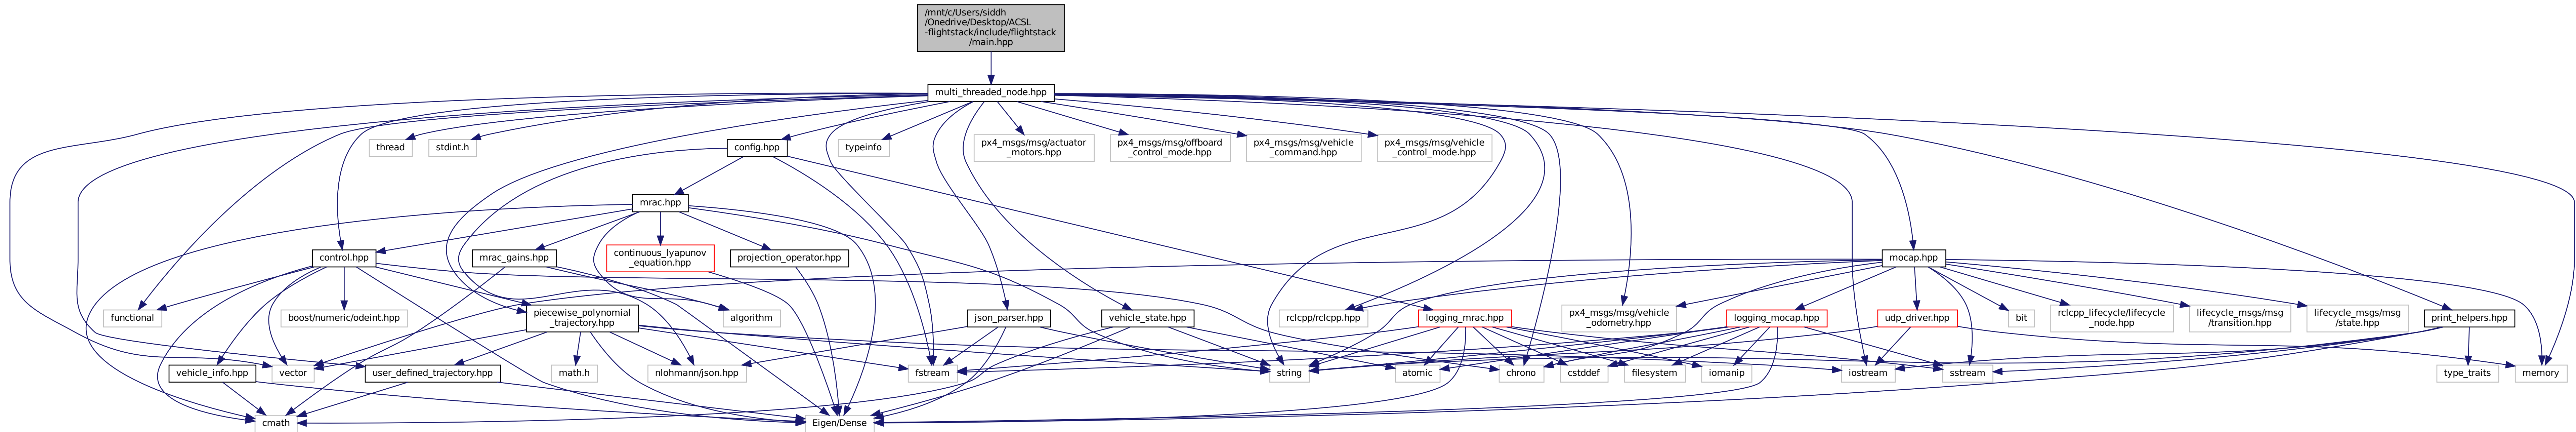 /mnt/c/Users/siddh
/Onedrive/Desktop/ACSL
-flightstack/include/flightstack
/main.hpp
multi_threaded_node.hpp
thread
stdint.h
config.hpp
typeinfo
px4_msgs/msg/actuator
_motors.hpp
px4_msgs/msg/offboard
_control_mode.hpp
px4_msgs/msg/vehicle
_command.hpp
px4_msgs/msg/vehicle
_control_mode.hpp
mrac.hpp
control.hpp
mrac_gains.hpp
continuous_lyapunov
_equation.hpp
projection_operator.hpp
mocap.hpp
functional
boost/numeric/odeint.hpp
piecewise_polynomial
_trajectory.hpp
algorithm
json_parser.hpp
vehicle_state.hpp
rclcpp/rclcpp.hpp
logging_mrac.hpp
px4_msgs/msg/vehicle
_odometry.hpp
logging_mocap.hpp
udp_driver.hpp
bit
rclcpp_lifecycle/lifecycle
_node.hpp
lifecycle_msgs/msg
/transition.hpp
lifecycle_msgs/msg
/state.hpp
print_helpers.hpp
vehicle_info.hpp
vector
user_defined_trajectory.hpp
math.h
nlohmann/json.hpp
fstream
string
atomic
chrono
cstddef
filesystem
iomanip
iostream
sstream
type_traits
memory
cmath
Eigen/Dense